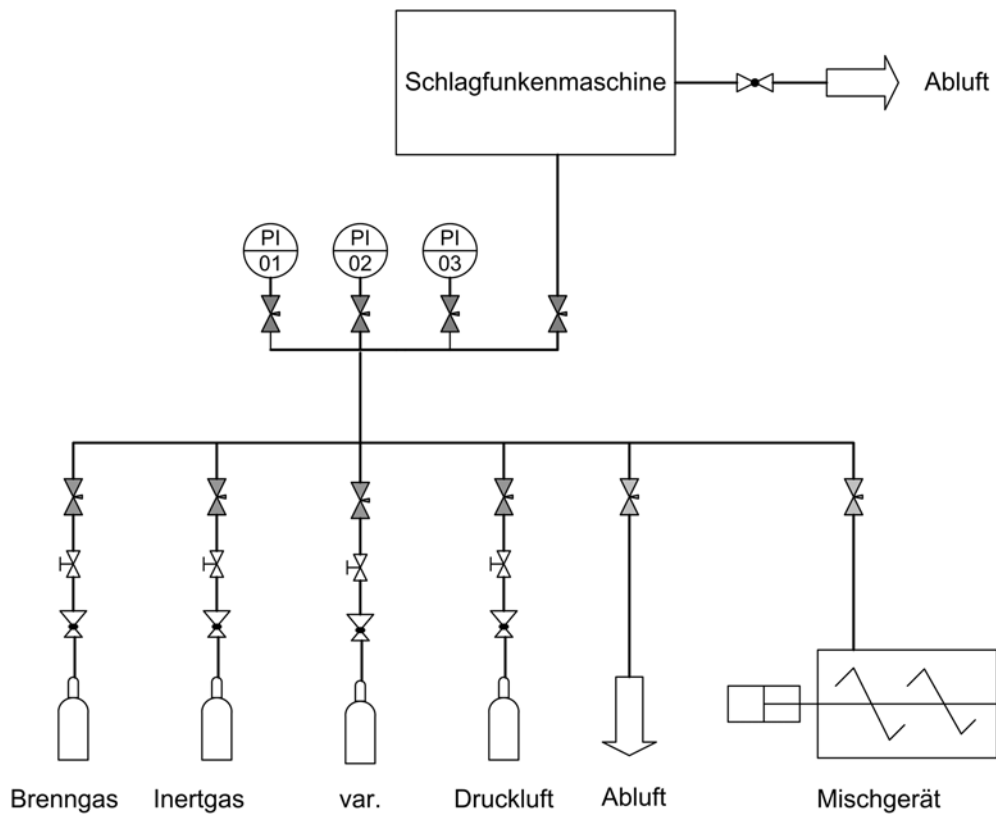 Schlagfunkenmaschine
Abluft
PI PI PI
01 02 03
Brenngas Inertgas var. Druckluft Abluft Mischgerät